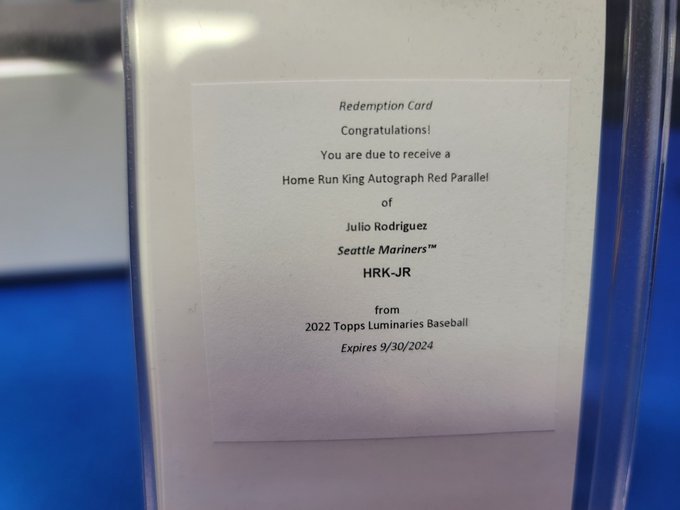 Redemption Card
Congratulations!
You are due to receive a
Home Run King Autograph Red Parallel
of
Julio Rodriguez
Seattle Mariners™
HRK-JR
from
2022 Topps Luminaries Baseball
Expires 9/30/2024